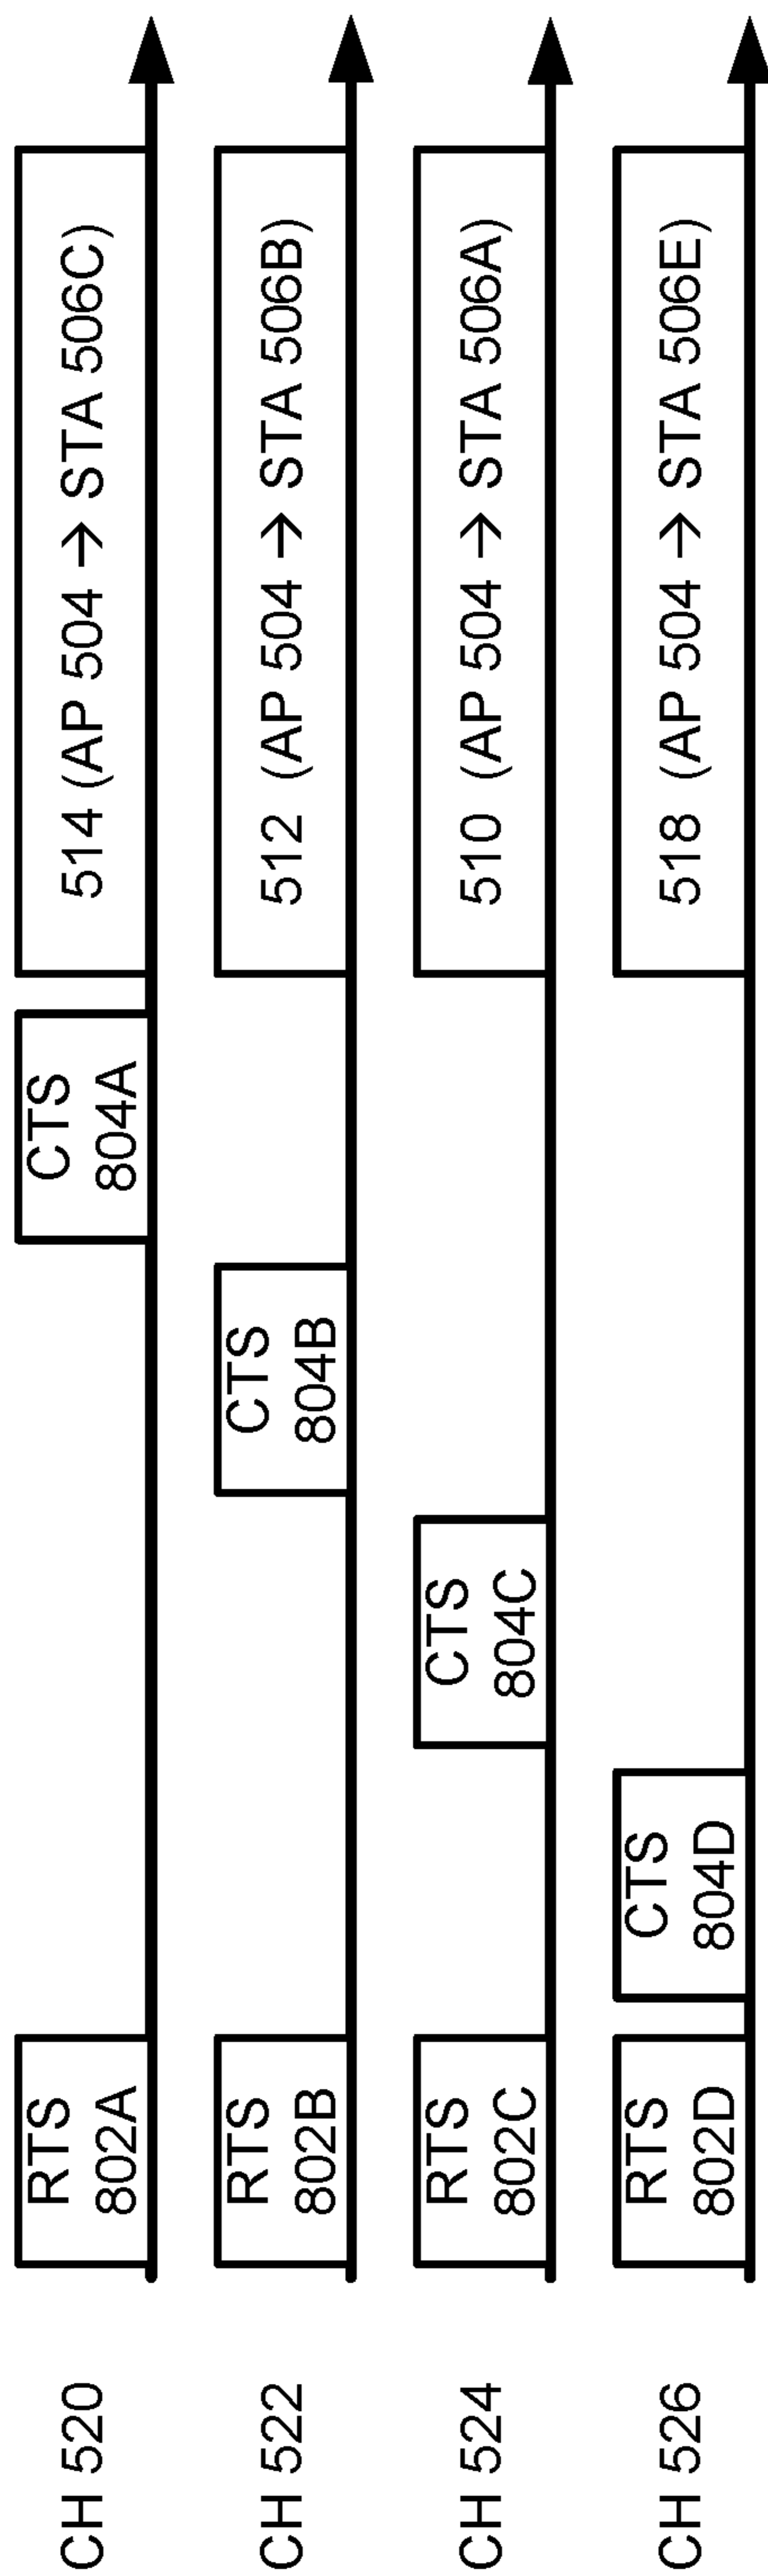 CH 520
RTS
802A
CTS
804A
514 (AP 504 → STA 506C)
CH 522
RTS
802B
CTS
804B
512 (AP 504 → STA 506B)
CH 524
RTS
802C
CTS
804C
510 (AP 504 → STA 506A)
CH 526
RTS
802D
CTS
804D
518 (AP 504 → STA 506E)